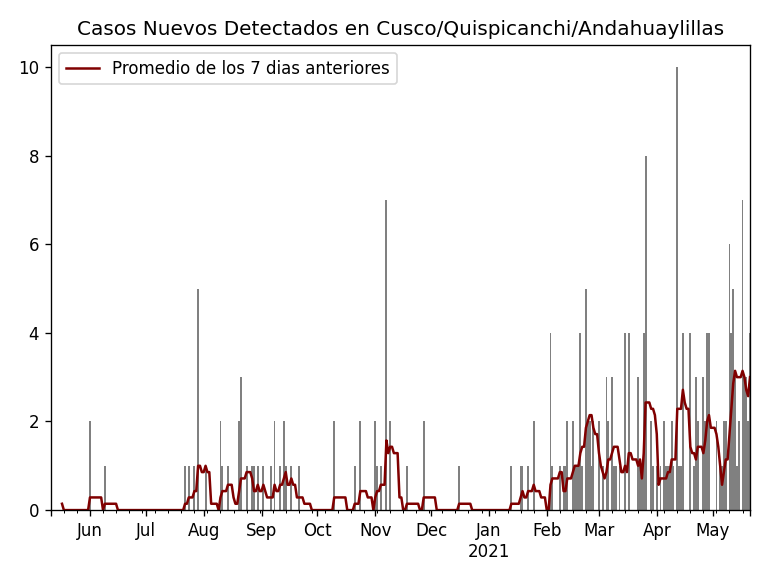 Casos Nuevos Detectados en Cusco/Quispicanchi/Andahuaylillas
Promedio de los 7 dias anteriores
10
8
6
4
2
0
Jun Jul Aug Sep Oct Nov Dec Jan Feb Mar Apr May
2021